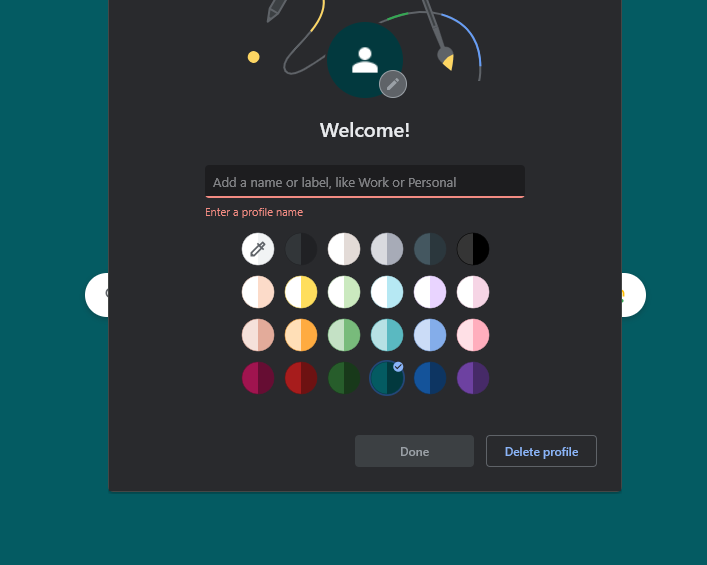 Welcome!
Add a name or label, like Work or Personal
Enter a profile name
Done
Delete profile